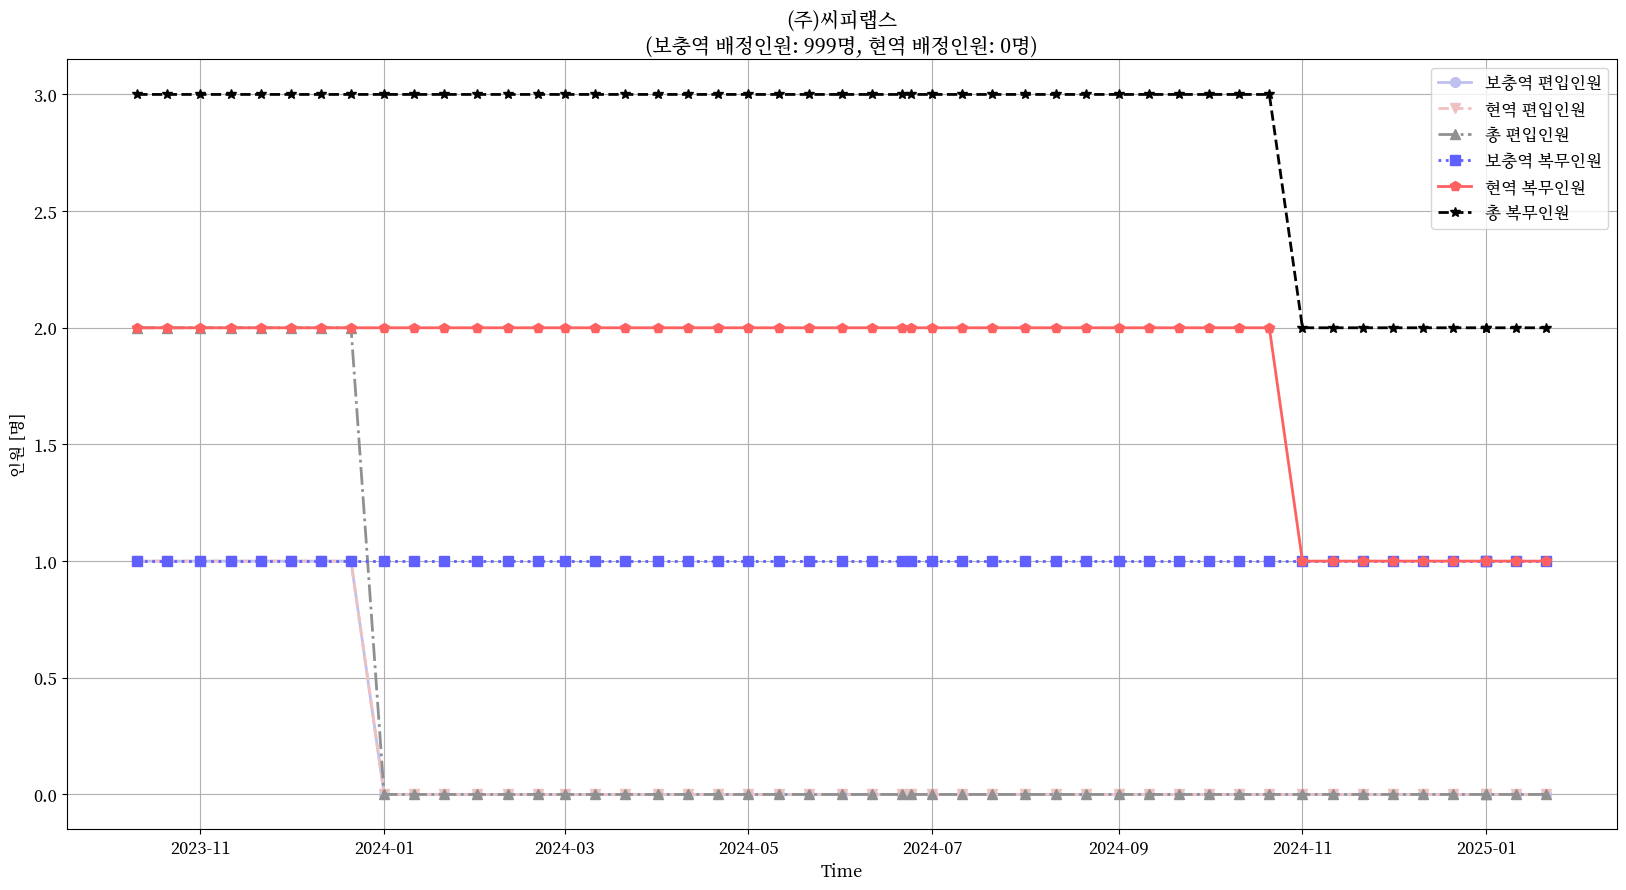 (주)씨피랩스
(보충역 배정인원: 999명, 현역 배정인원: 0명)
보충역 편입인원
현역 편입인원
총 편입인원
보충역 복무인원
현역 복무인원
총 복무인원
인원 [명]
3.0
2.5
2.0
1.5
1.0
0.5
0.0
2023-11 2024-01 2024-03 2024-05 2024-07 2024-09 2024-11 2025-01
Time